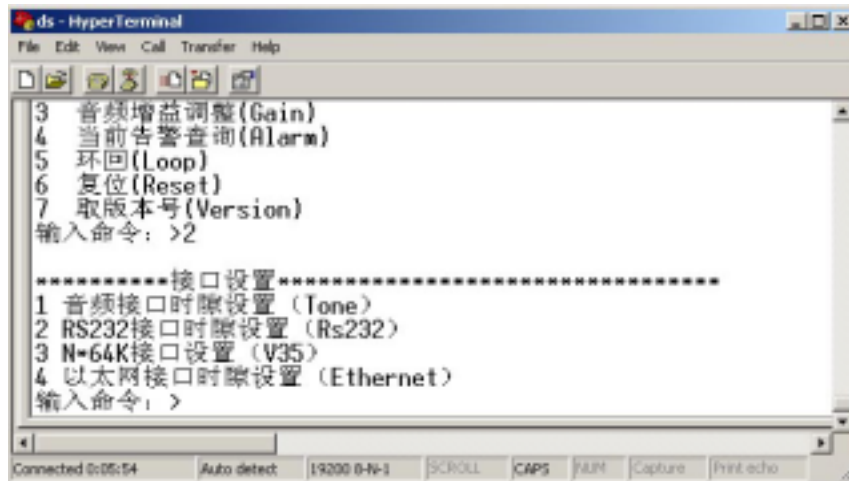 ds - HyperTerminal
File Edit View Call Transfer Help
3 音频增益调整(Gain)
4 当前告警查询(Alarm)
5 环回(Loop)
6 复位(Reset)
7 取版本号(Version)
输入命令：>2
**********接口设置*********************************
1 音频接口时隙设置（Tone）
2 RS232接口时隙设置（Rs232）
3 N*64K接口设置（V35）
4 以太网接口时隙设置（Ethernet）
输入命令：>
Connected 0:05:54 Auto detect 19200 8-N-1 SCROLL CAPS NUM Capture Print echo